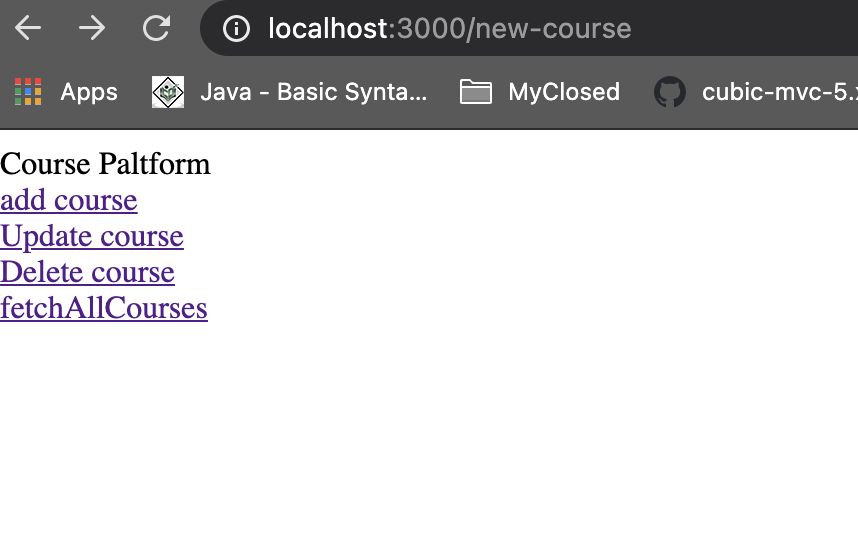 localhost:3000/new-course
Apps Java - Basic Synta... MyClosed cubic-mvc-5.x
Course Paltform
add course
Update course
Delete course
fetchAllCourses